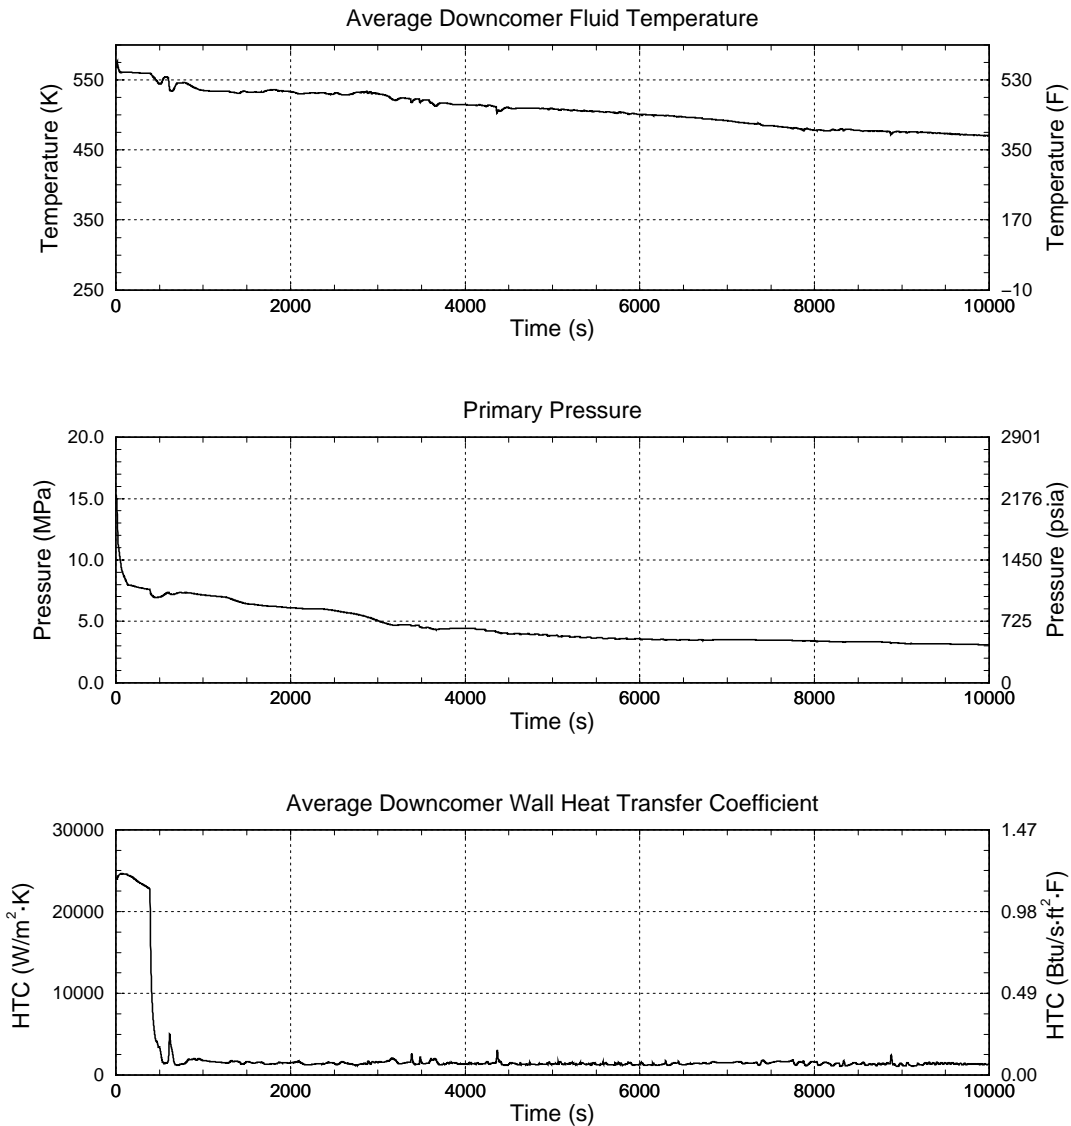 Average Downcomer Fluid Temperature
Temperature (K)
550
450
350
250
530
350
170
−10
Temperature (F)
0 2000 4000 6000 8000 10000
Time (s)
Primary Pressure
Pressure (MPa)
20.0
15.0
10.0
5.0
0.0
2901
2176
1450
725
0
Pressure (psia)
0 2000 4000 6000 8000 10000
Time (s)
Average Downcomer Wall Heat Transfer Coefficient
HTC (W/m²·K)
30000
20000
10000
0
1.47
0.98
0.49
0.00
HTC (Btu/s·ft²·F)
0 2000 4000 6000 8000 10000
Time (s)